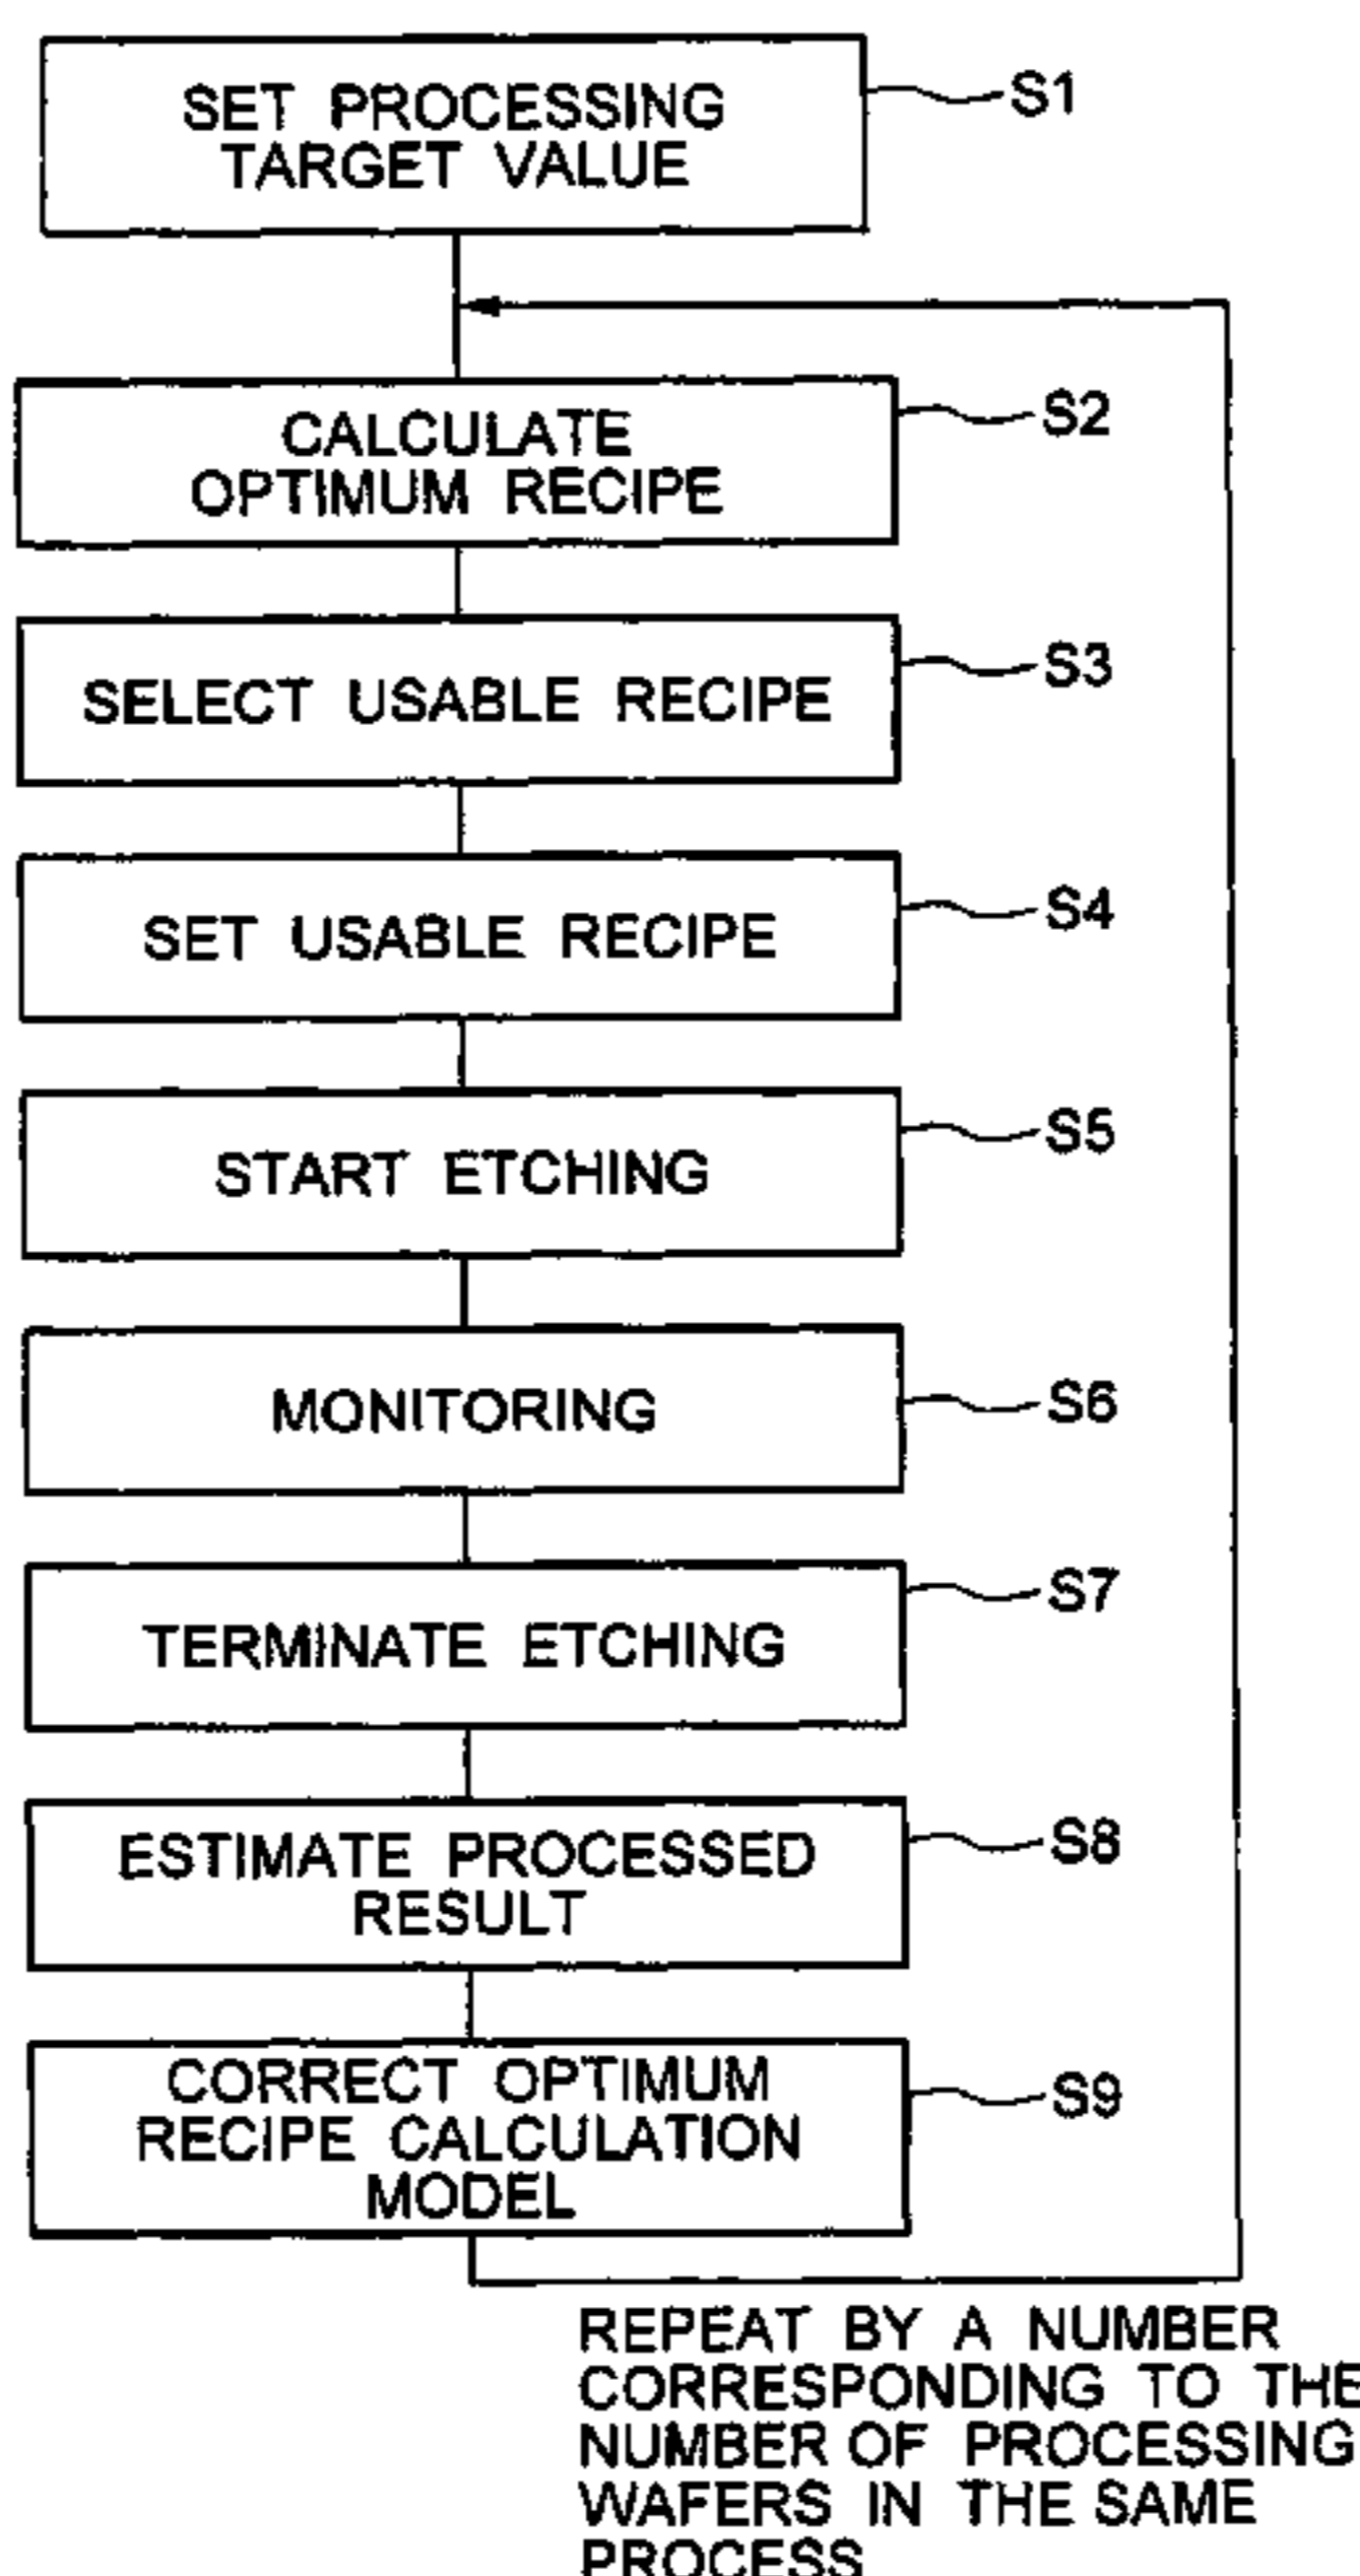 SET PROCESSING
TARGET VALUE
S1
CALCULATE
OPTIMUM RECIPE
S2
SELECT USABLE RECIPE
S3
SET USABLE RECIPE
S4
START ETCHING
S5
MONITORING
S6
TERMINATE ETCHING
S7
ESTIMATE PROCESSED
RESULT
S8
CORRECT OPTIMUM
RECIPE CALCULATION
MODEL
S9
REPEAT BY A NUMBER
CORRESPONDING TO THE
NUMBER OF PROCESSING
WAFERS IN THE SAME
PROCESS